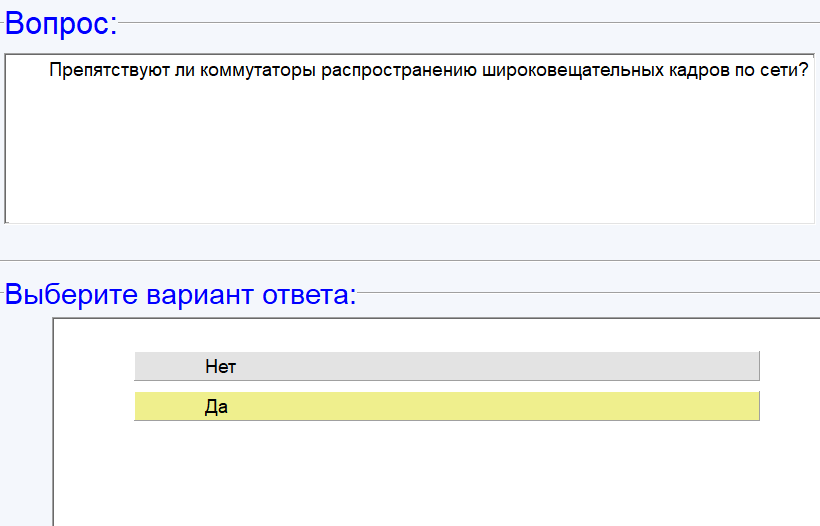 Вопрос:
Препятствуют ли коммутаторы распространению широковещательных кадров по сети?
Выберите вариант ответа:
Нет
Да